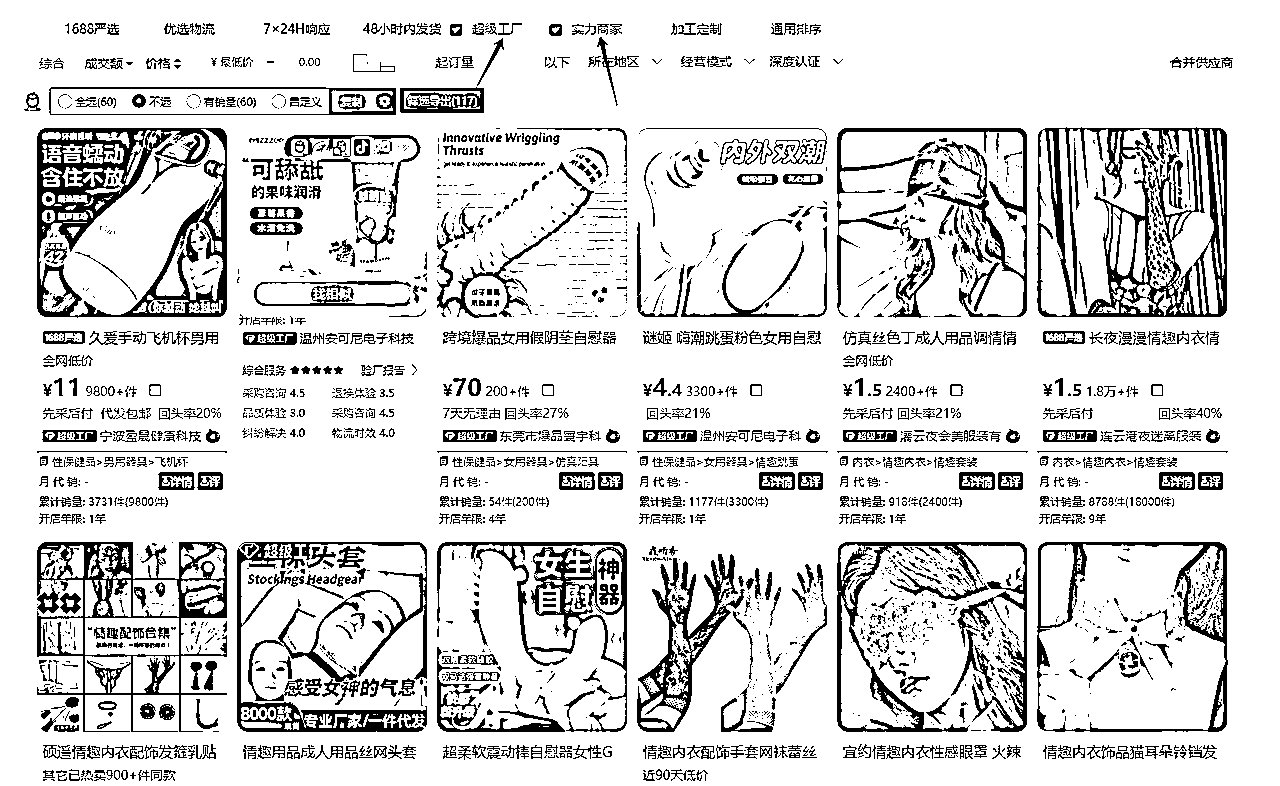 1688严选 优选物流 7×24H响应 48小时内发货 超级工厂 实力商家 加工定制 通用排序
综合 成交额 价格 ¥ 最低价 - 0.00 起订量 以下 所在地区 经营模式 深度认证 合并供应商
全选(60) 不选 有销量(60) 自定义 复制
语音蠕动
含住不放
可舔舐
的果味润滑
Innovative Wriggling
Thrusts
内外双潮
找相似
1688严选 久爱手动飞机杯男用
全网低价
¥11 9800+件
先采后付 代发包邮 回头率20%
超级工厂 宁波盈晟健康科技
性保健品>男用器具>飞机杯
月代销: -
详情 评
累计销量: 3731件(9800件)
开店年限: 1年
开店年限: 1年
超级工厂 温州安可尼电子科技
综合服务 ★★★★★ 验厂报告 >
采购咨询 4.5 退换体验 3.5
品质体验 3.0 采购咨询 4.5
纠纷解决 4.0 物流时效 4.0
跨境爆品女用假阴茎自慰器
¥70 200+件
7天无理由 回头率27%
性保健品>女用器具>仿真阳具
月代销: -
详情 评
累计销量: 54件(200件)
开店年限: 4年
谜姬 嗨潮跳蛋粉色女用自慰
¥4.4 3300+件
回头率21%
超级工厂 温州安可尼电子科
性保健品>女用器具>情趣跳蛋
月代销: -
详情 评
累计销量: 1177件(3300件)
开店年限: 1年
仿真丝色丁成人用品调情情
全网低价
¥1.5 2400+件
先采后付 回头率21%
超级工厂 灌云夜会美服装有
内衣>情趣内衣>情趣套装
月代销: -
详情 评
累计销量: 918件(2400件)
开店年限: 1年
1688严选 长夜漫漫情趣内衣情
¥1.5 1.8万+件
先采后付 回头率40%
超级工厂 连云港夜迷离服装
内衣>情趣内衣>情趣套装
月代销: -
详情 评
累计销量: 8788件(18000件)
开店年限: 9年
"情趣配饰合集"
超级工厂
丝袜头套
Stockings Headgear
感受女神的气息
8000款
专业厂家/一件代发
女生
自慰
神器
硕遥情趣内衣配饰发箍乳贴
其它已热卖900+件同款
情趣用品成人用品丝网头套
超柔软震动棒自慰器女性G
情趣内衣配饰手套网袜蕾丝
近90天低价
宜约情趣内衣性感眼罩 火辣
情趣内衣饰品猫耳朵铃铛发